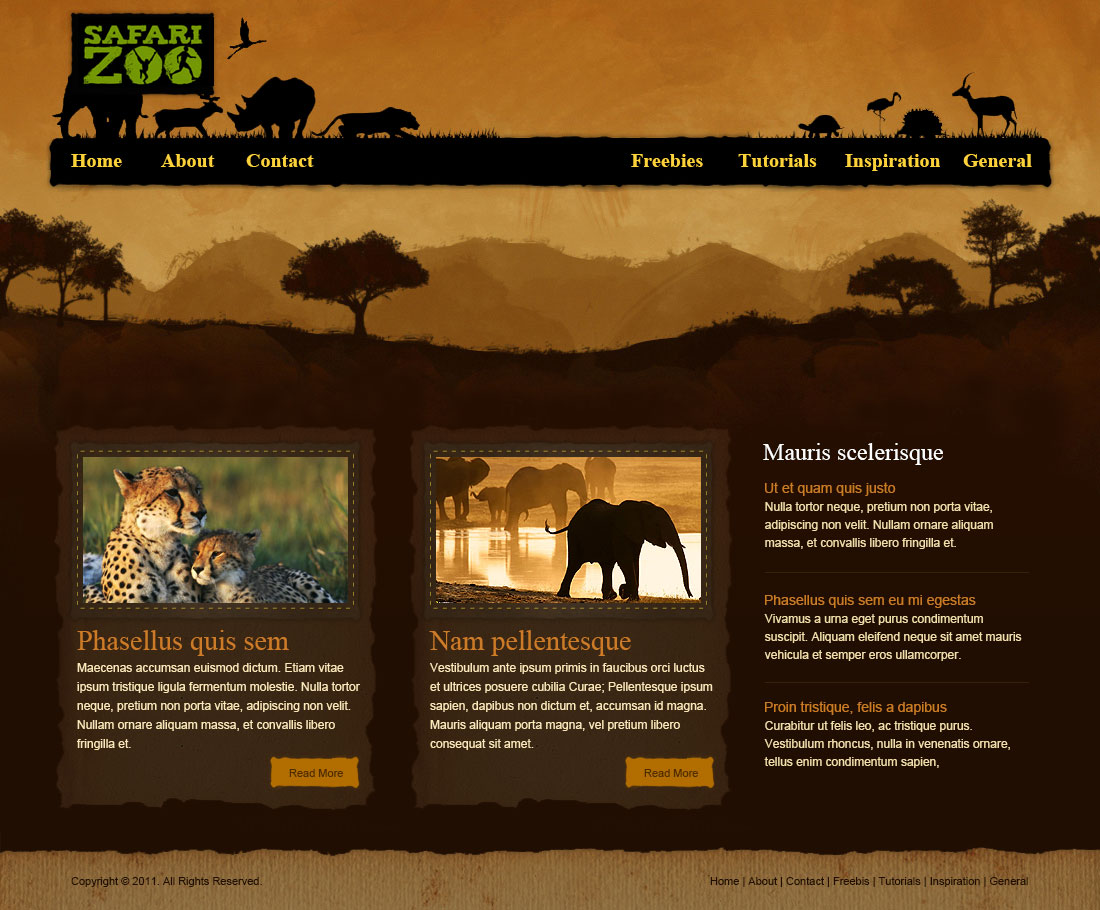 SAFARI
ZOO
Home About Contact Freebies Tutorials Inspiration General
Phasellus quis sem
Maecenas accumsan euismod dictum. Etiam vitae
ipsum tristique ligula fermentum molestie. Nulla tortor
neque, pretium non porta vitae, adipiscing non velit.
Nullam ornare aliquam massa, et convallis libero
fringilla et.
Read More
Nam pellentesque
Vestibulum ante ipsum primis in faucibus orci luctus
et ultrices posuere cubilia Curae; Pellentesque ipsum
sapien, dapibus non dictum et, accumsan id magna.
Mauris aliquam porta magna, vel pretium libero
consequat sit amet.
Read More
Mauris scelerisque
Ut et quam quis justo
Nulla tortor neque, pretium non porta vitae,
adipiscing non velit. Nullam ornare aliquam
massa, et convallis libero fringilla et.
Phasellus quis sem eu mi egestas
Vivamus a urna eget purus condimentum
suscipit. Aliquam eleifend neque sit amet mauris
vehicula et semper eros ullamcorper.
Proin tristique, felis a dapibus
Curabitur ut felis leo, ac tristique purus.
Vestibulum rhoncus, nulla in venenatis ornare,
tellus enim condimentum sapien,
Copyright © 2011. All Rights Reserved.
Home | About | Contact | Freebis | Tutorials | Inspiration | General